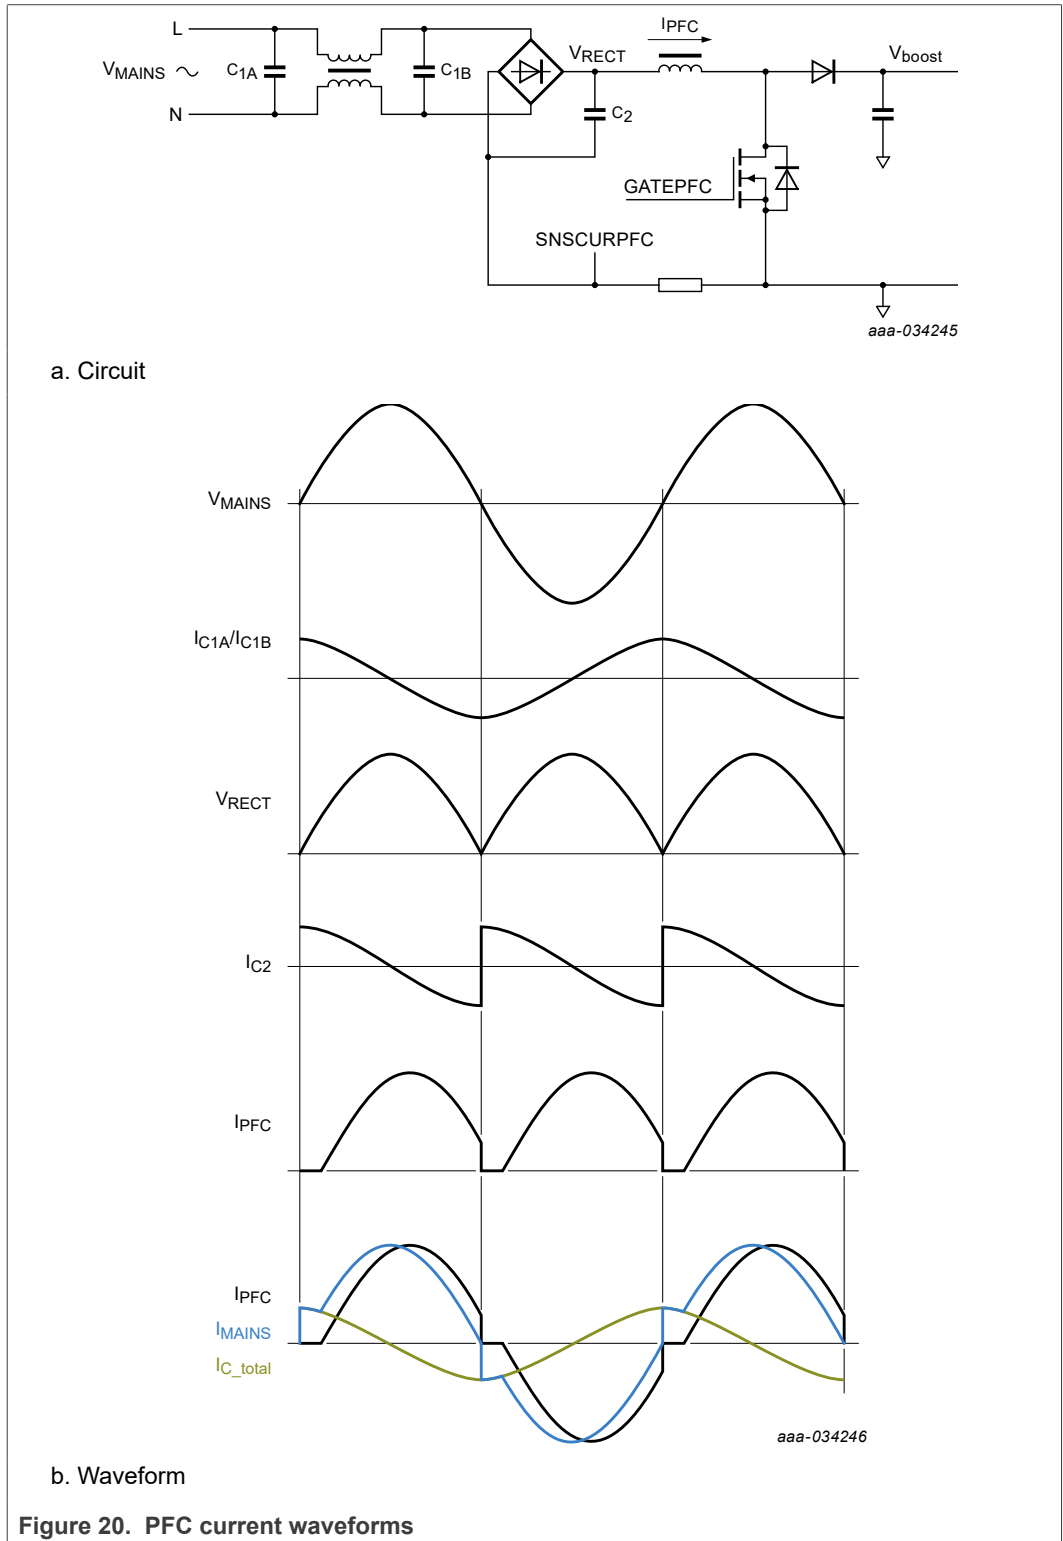 L
IPFC
VRECT
Vboost
VMAINS
C1A
C1B
N
C2
GATEPFC
SNSCURPFC
aaa-034245
a. Circuit
VMAINS
IC1A/IC1B
VRECT
IC2
IPFC
IPFC
IMAINS
IC_total
aaa-034246
b. Waveform
Figure 20. PFC current waveforms